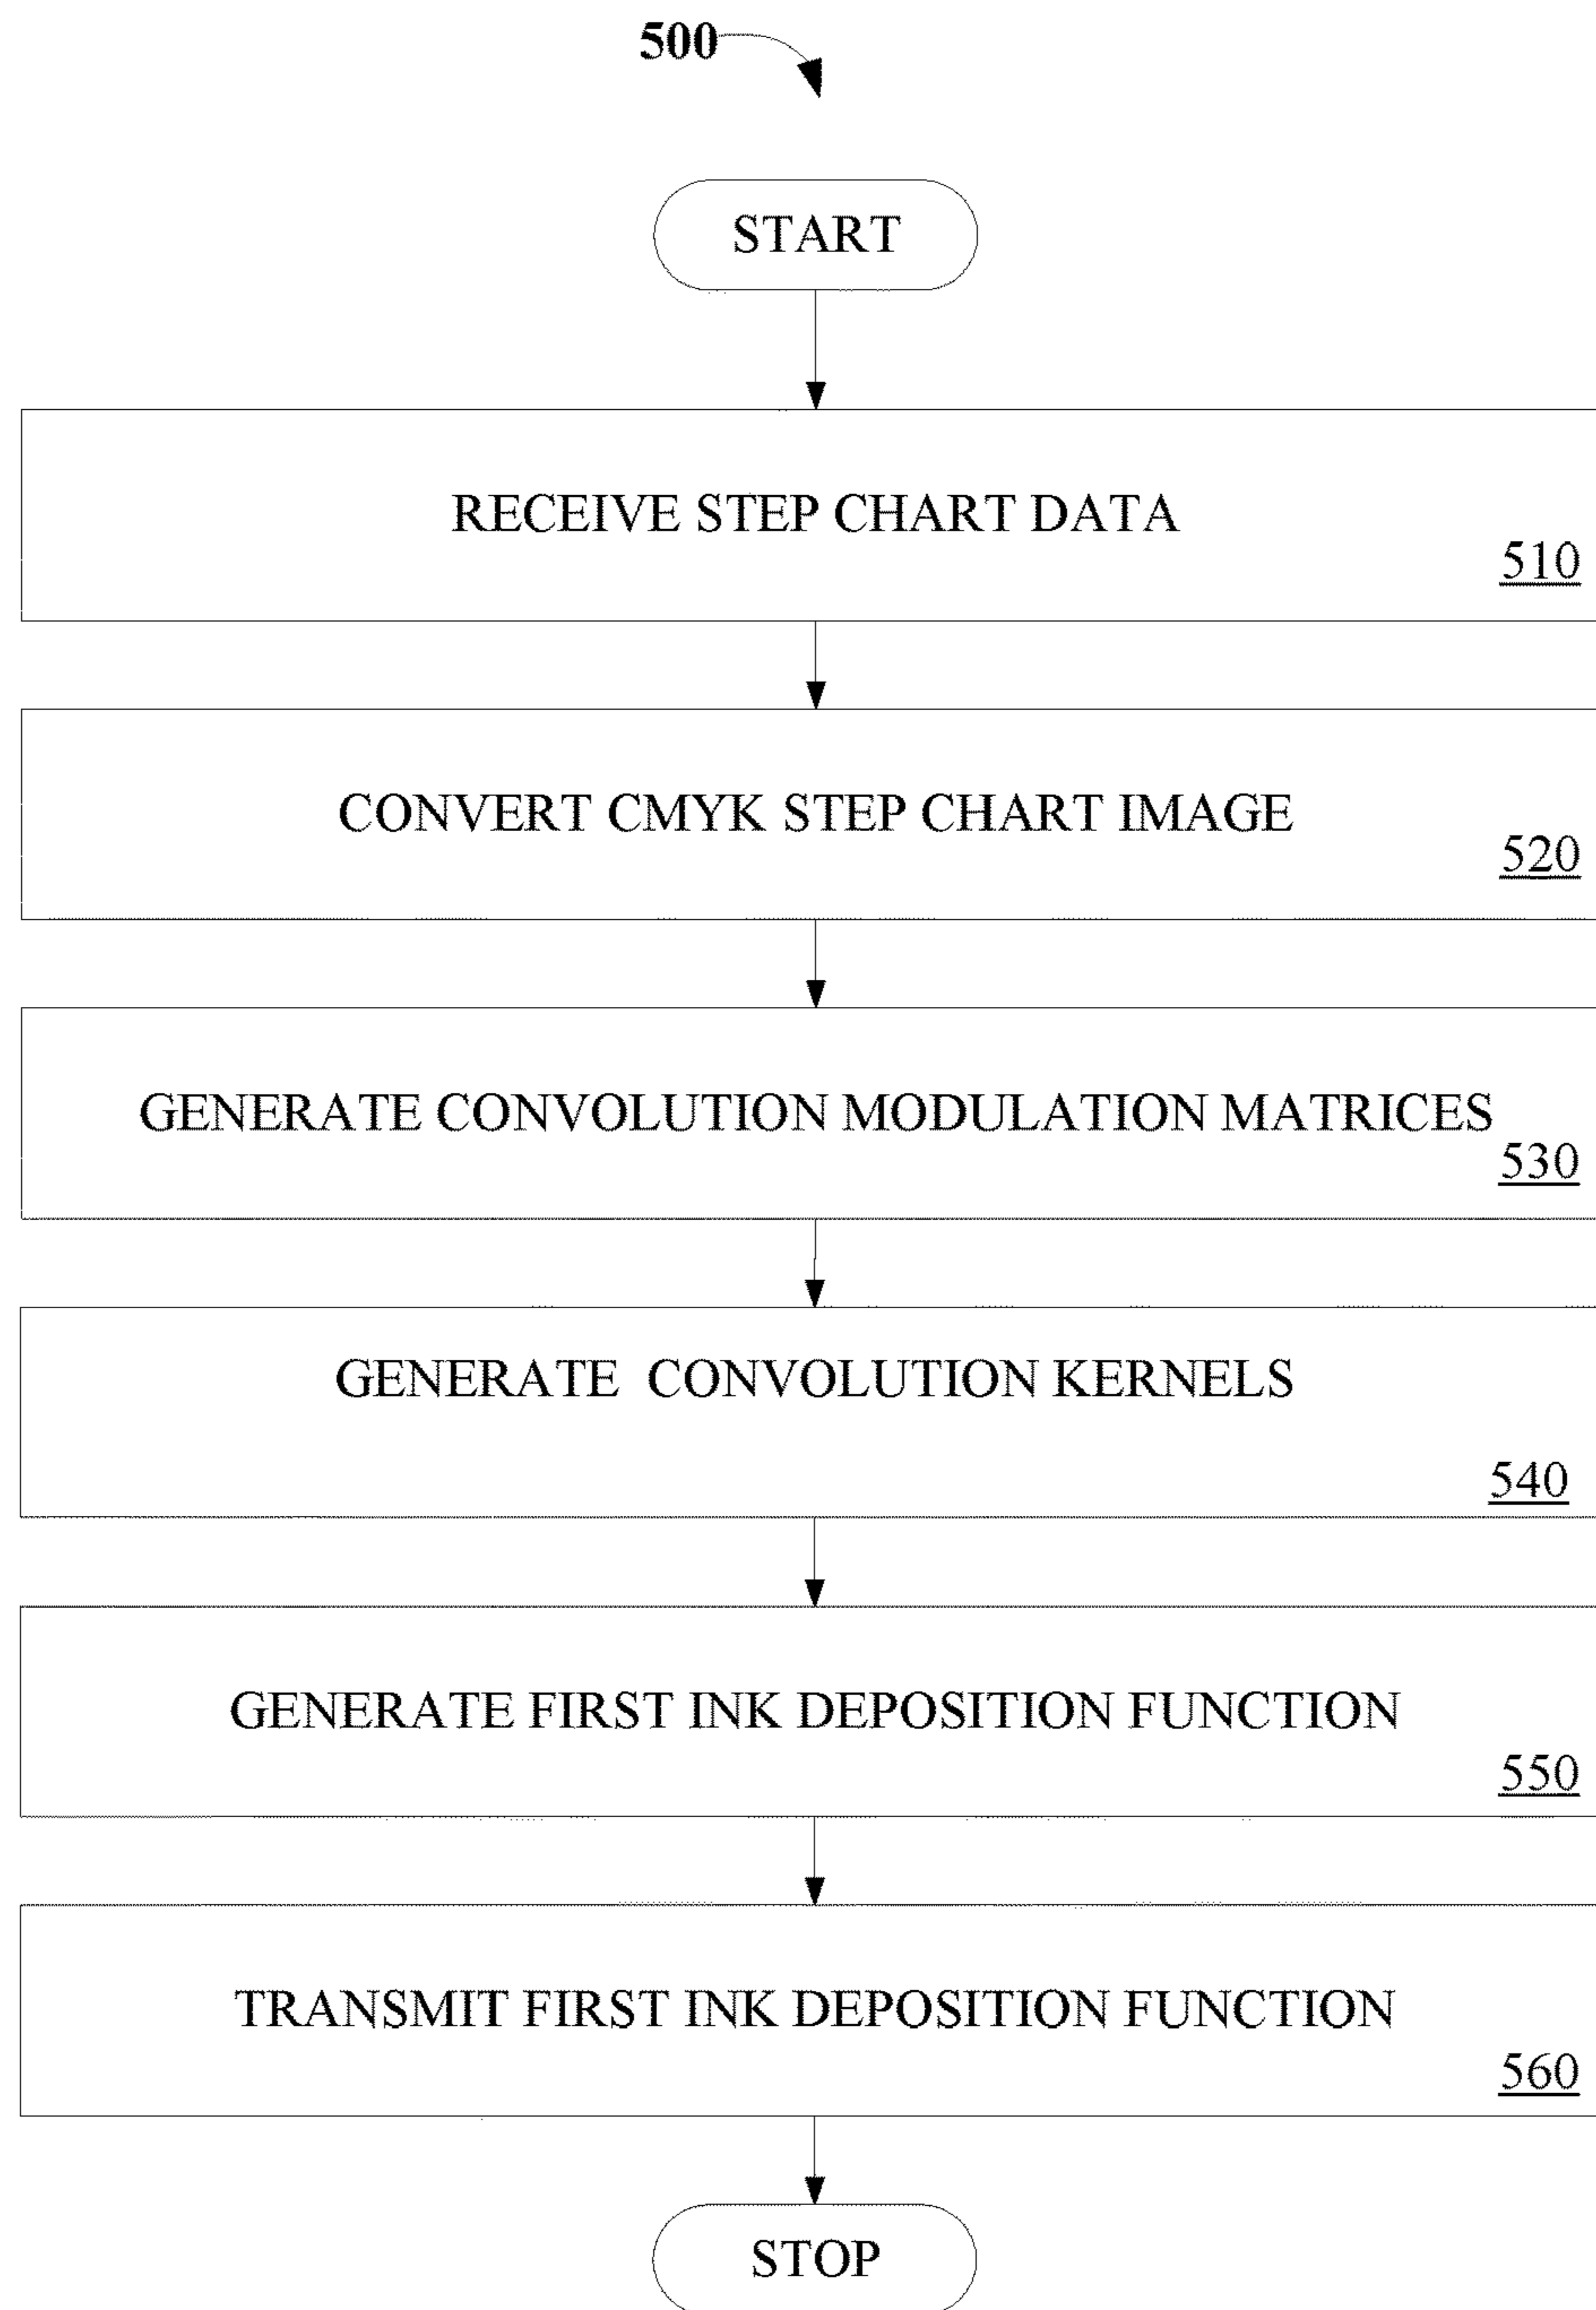 500
START
RECEIVE STEP CHART DATA
510
CONVERT CMYK STEP CHART IMAGE
520
GENERATE CONVOLUTION MODULATION MATRICES
530
GENERATE CONVOLUTION KERNELS
540
GENERATE FIRST INK DEPOSITION FUNCTION
550
TRANSMIT FIRST INK DEPOSITION FUNCTION
560
STOP